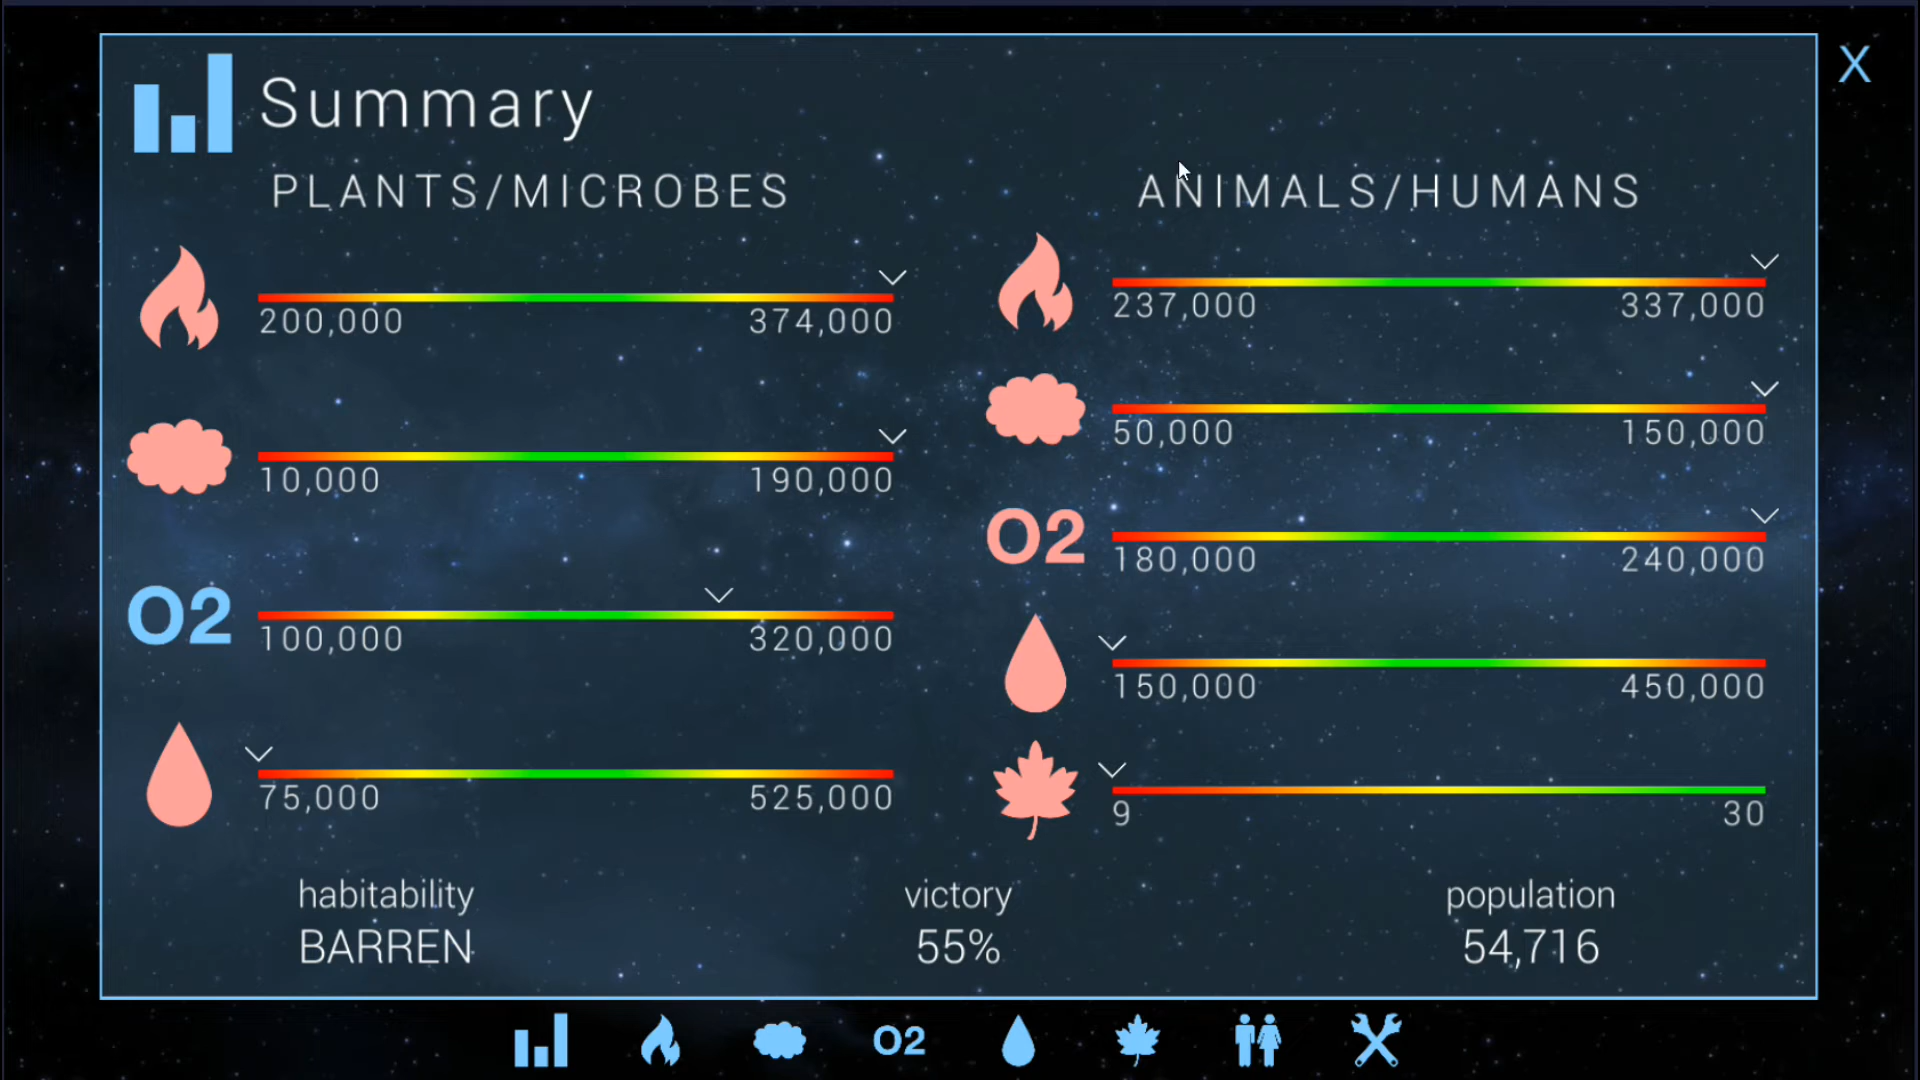 Summary
X
PLANTS/MICROBES
200,000 374,000
10,000 190,000
O2
100,000 320,000
75,000 525,000
ANIMALS/HUMANS
237,000 337,000
50,000 150,000
O2
180,000 240,000
150,000 450,000
9 30
habitability
BARREN
victory
55%
population
54,716
O2